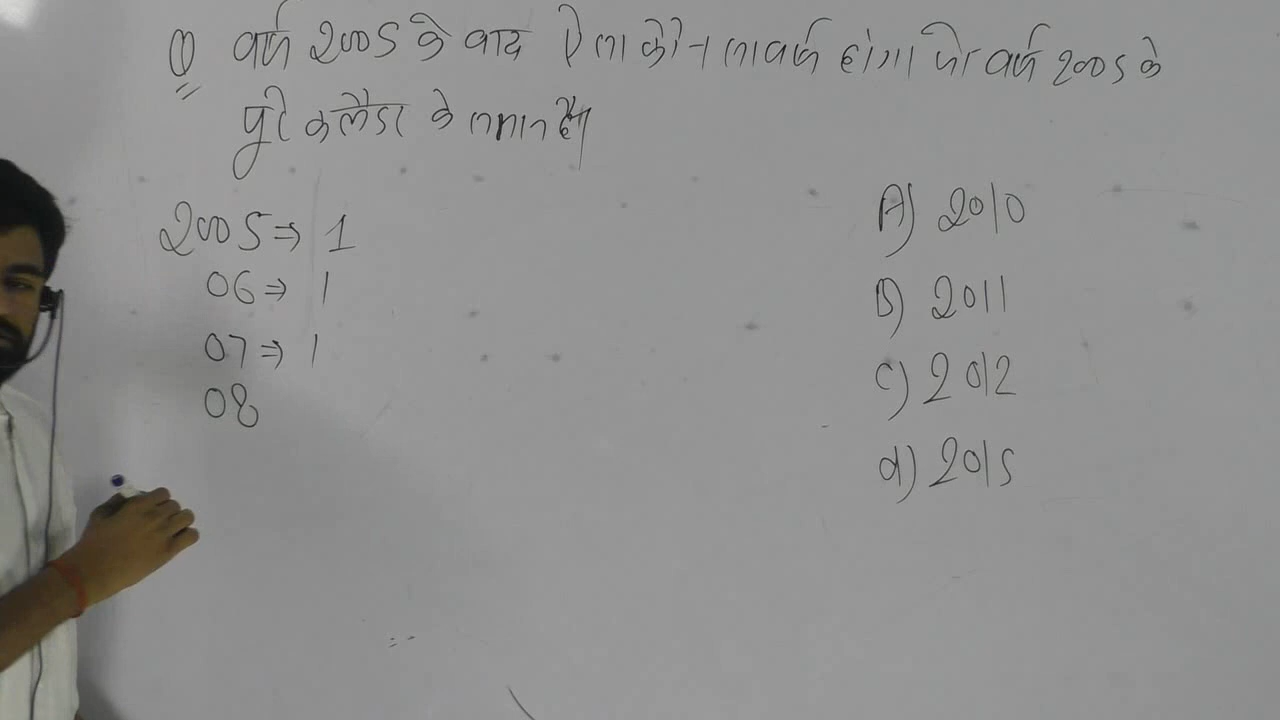 Q वर्ष 2005 के बाद ऐसा कौन सा वर्ष होगा जो वर्ष 2005 के
पुरे कलैंडर के समान है।
2005 ⇒ 1
06 ⇒ 1
07 ⇒ 1
08
A) 2010
B) 2011
C) 2012
d) 2015